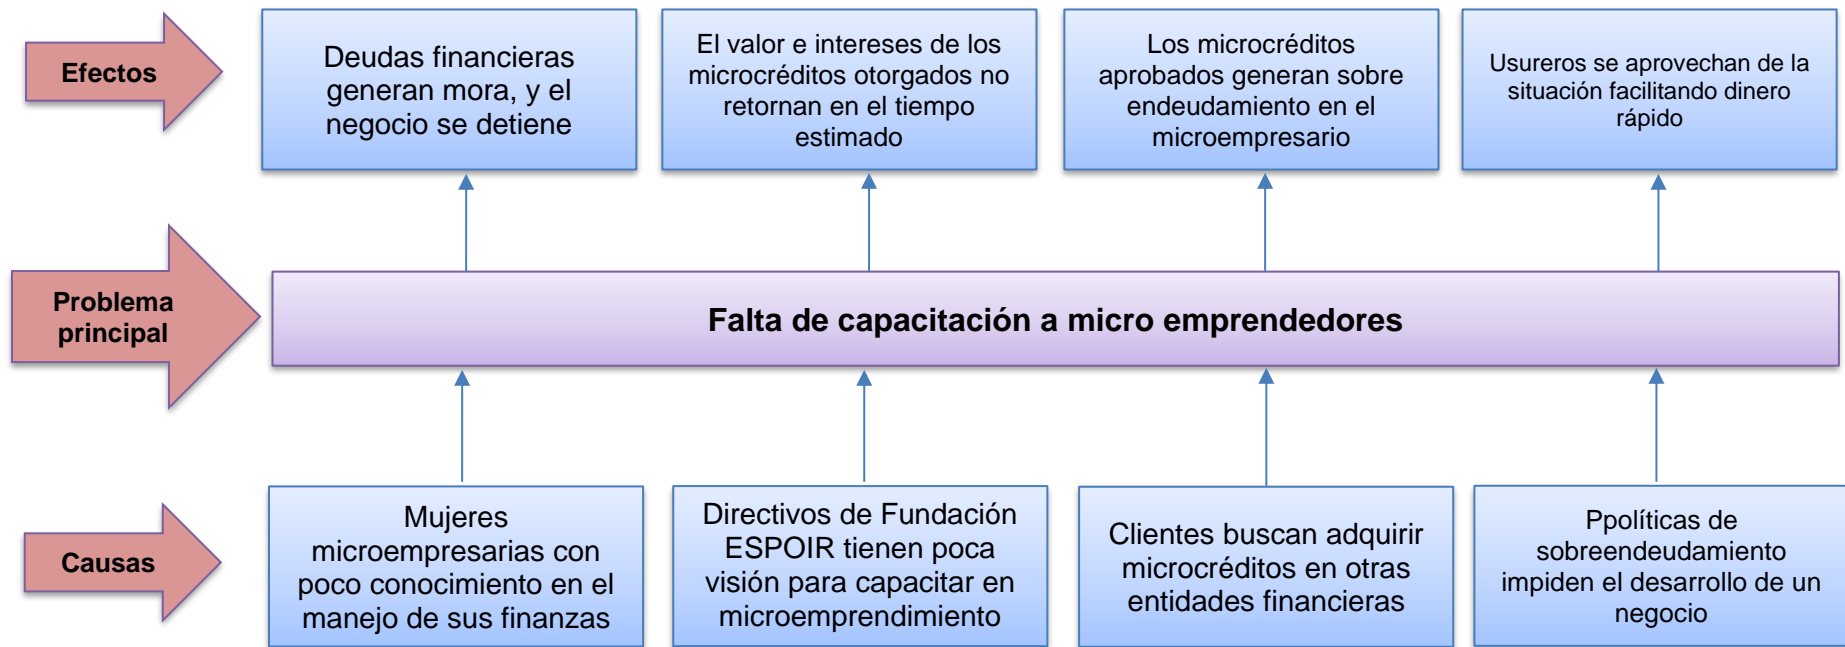 Efectos
Deudas financieras
generan mora, y el
negocio se detiene
El valor e intereses de los
microcréditos otorgados no
retornan en el tiempo
estimado
Los microcréditos
aprobados generan sobre
endeudamiento en el
microempresario
Usureros se aprovechan de la
situación facilitando dinero
rápido
Problema
principal
Falta de capacitación a micro emprendedores
Causas
Mujeres
microempresarias con
poco conocimiento en el
manejo de sus finanzas
Directivos de Fundación
ESPOIR tienen poca
visión para capacitar en
microemprendimiento
Clientes buscan adquirir
microcréditos en otras
entidades financieras
Ppolíticas de
sobreendeudamiento
impiden el desarrollo de un
negocio